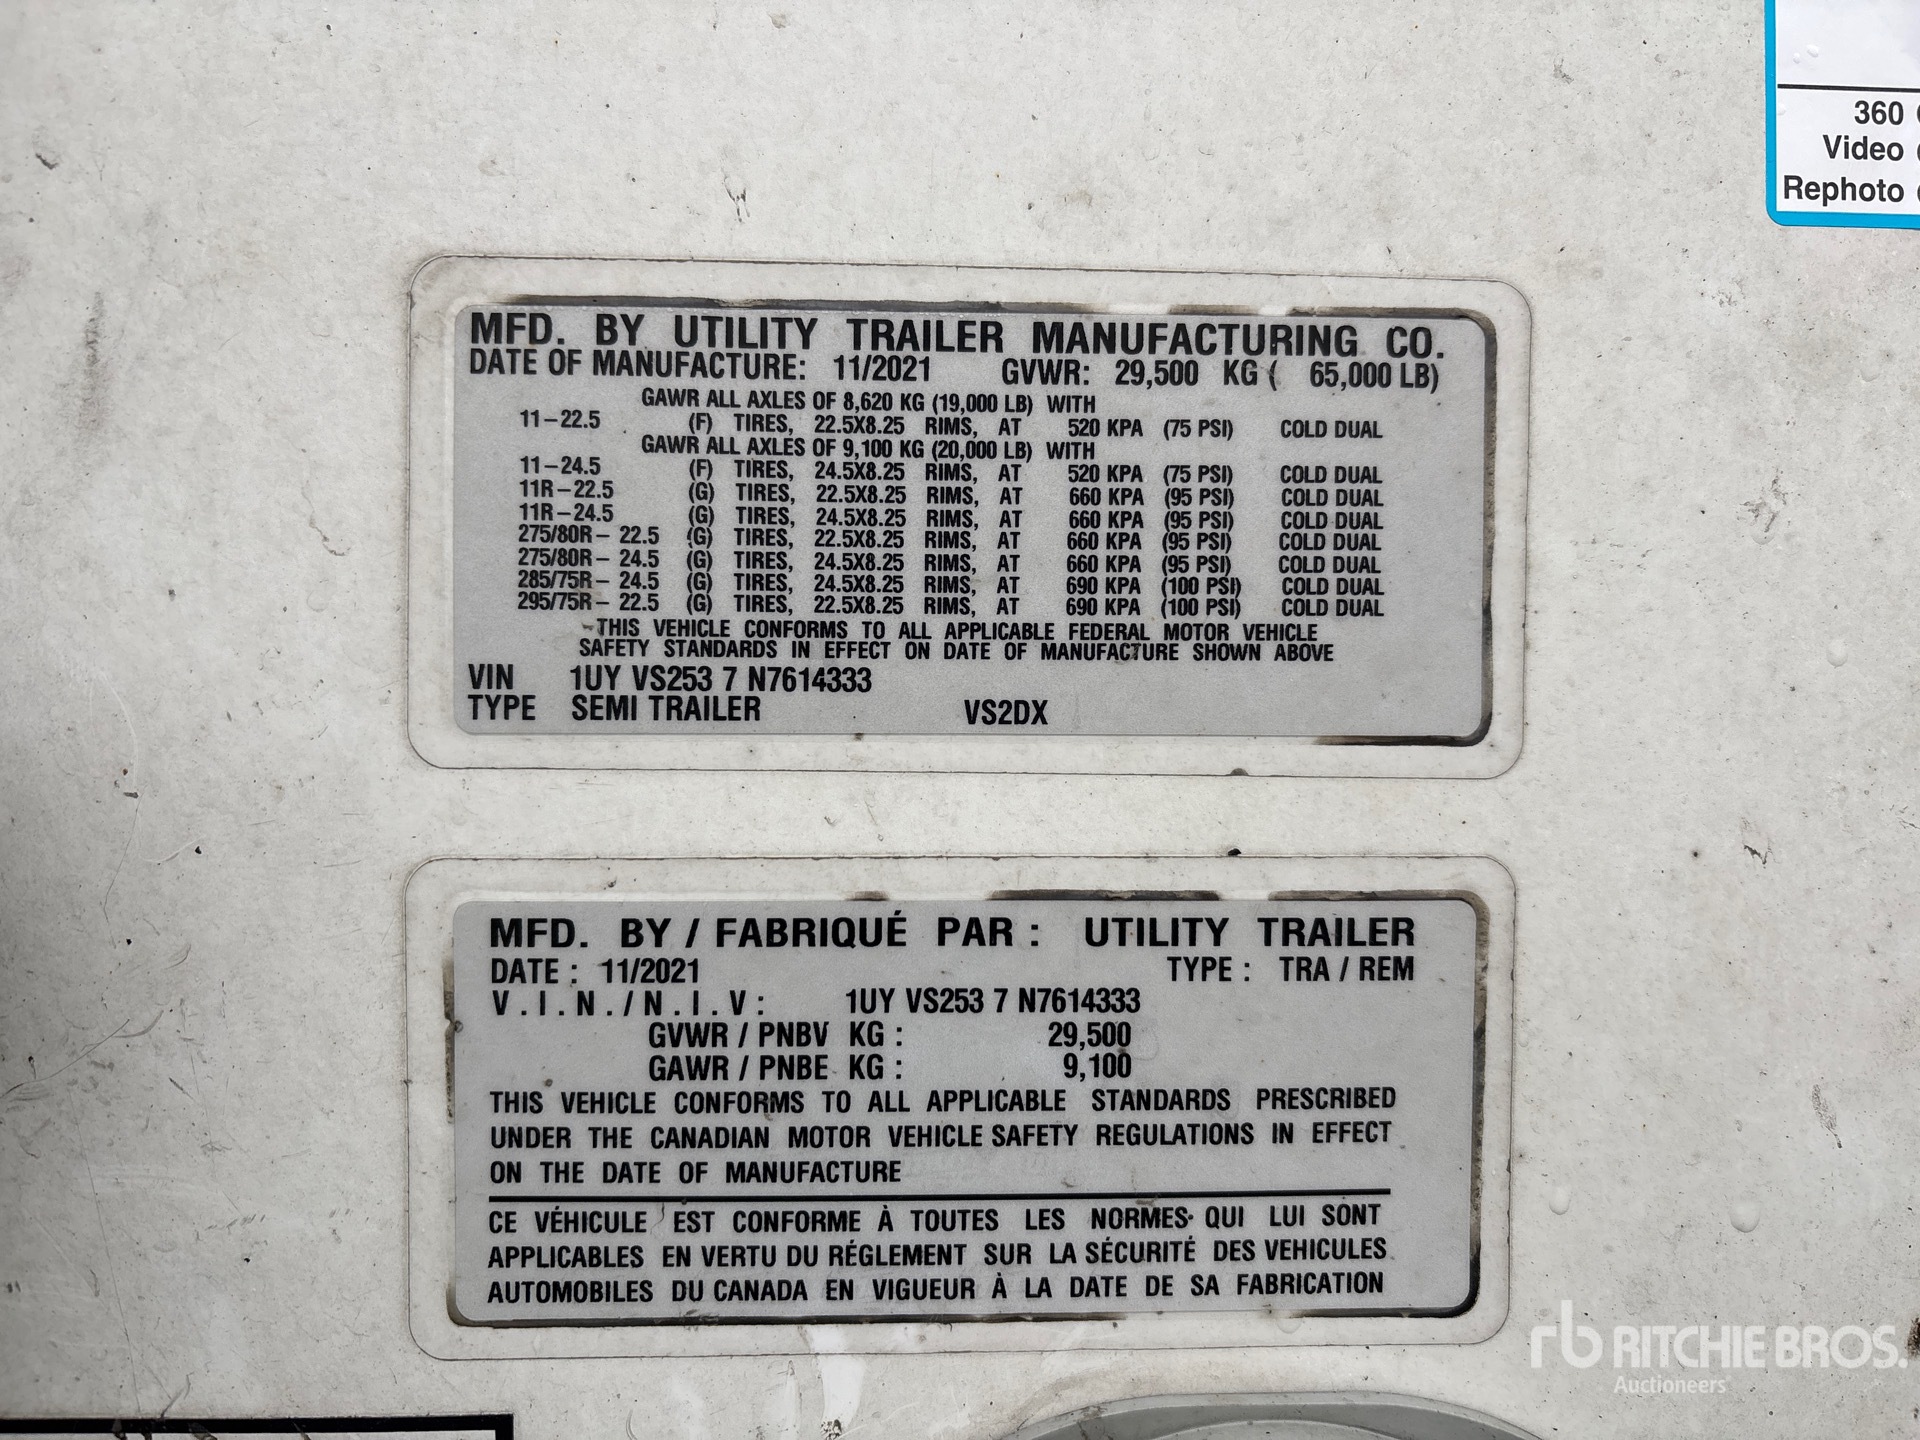 360
Video
Rephoto
MFD. BY UTILITY TRAILER MANUFACTURING CO.
DATE OF MANUFACTURE: 11/2021 GVWR: 29,500 KG ( 65,000 LB)
GAWR ALL AXLES OF 8,620 KG (19,000 LB) WITH
11-22.5 (F) TIRES, 22.5X8.25 RIMS, AT 520 KPA (75 PSI) COLD DUAL
GAWR ALL AXLES OF 9,100 KG (20,000 LB) WITH
11-24.5 (F) TIRES, 24.5X8.25 RIMS, AT 520 KPA (75 PSI) COLD DUAL
11R-22.5 (G) TIRES, 22.5X8.25 RIMS, AT 660 KPA (95 PSI) COLD DUAL
11R-24.5 (G) TIRES, 24.5X8.25 RIMS, AT 660 KPA (95 PSI) COLD DUAL
275/80R-22.5 (G) TIRES, 22.5X8.25 RIMS, AT 660 KPA (95 PSI) COLD DUAL
275/80R-24.5 (G) TIRES, 24.5X8.25 RIMS, AT 660 KPA (95 PSI) COLD DUAL
285/75R-24.5 (G) TIRES, 24.5X8.25 RIMS, AT 690 KPA (100 PSI) COLD DUAL
295/75R-22.5 (G) TIRES, 22.5X8.25 RIMS, AT 690 KPA (100 PSI) COLD DUAL
THIS VEHICLE CONFORMS TO ALL APPLICABLE FEDERAL MOTOR VEHICLE
SAFETY STANDARDS IN EFFECT ON DATE OF MANUFACTURE SHOWN ABOVE
VIN 1UY VS253 7 N7614333
TYPE SEMI TRAILER VS2DX
MFD. BY / FABRIQUÉ PAR : UTILITY TRAILER
DATE : 11/2021 TYPE : TRA / REM
V.I.N./N.I.V: 1UY VS253 7 N7614333
GVWR / PNBV KG : 29,500
GAWR / PNBE KG : 9,100
THIS VEHICLE CONFORMS TO ALL APPLICABLE STANDARDS PRESCRIBED
UNDER THE CANADIAN MOTOR VEHICLE SAFETY REGULATIONS IN EFFECT
ON THE DATE OF MANUFACTURE
CE VÉHICULE EST CONFORME À TOUTES LES NORMES QUI LUI SONT
APPLICABLES EN VERTU DU RÉGLEMENT SUR LA SÉCURITÉ DES VEHICULES
AUTOMOBILES DU CANADA EN VIGUEUR À LA DATE DE SA FABRICATION
rb RITCHIE BROS.
Auctioneers